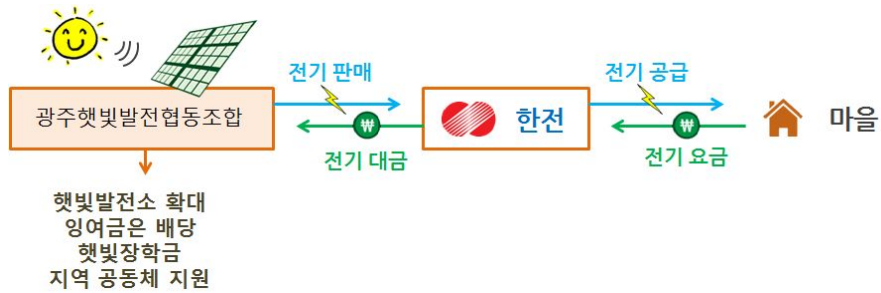 전기 판매
전기 공급
광주햇빛발전협동조합
₩
한전
₩
마을
전기 대금
전기 요금
햇빛발전소 확대
잉여금은 배당
햇빛장학금
지역 공동체 지원